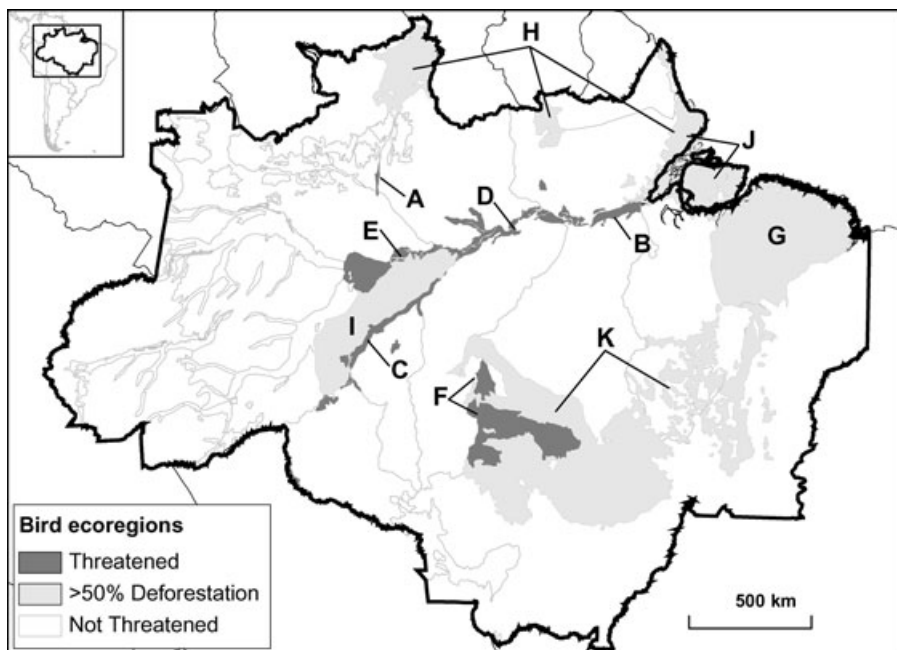 H
J
A
D
B
E
G
I
C
K
F
Bird ecoregions
Threatened
>50% Deforestation
Not Threatened
500 km